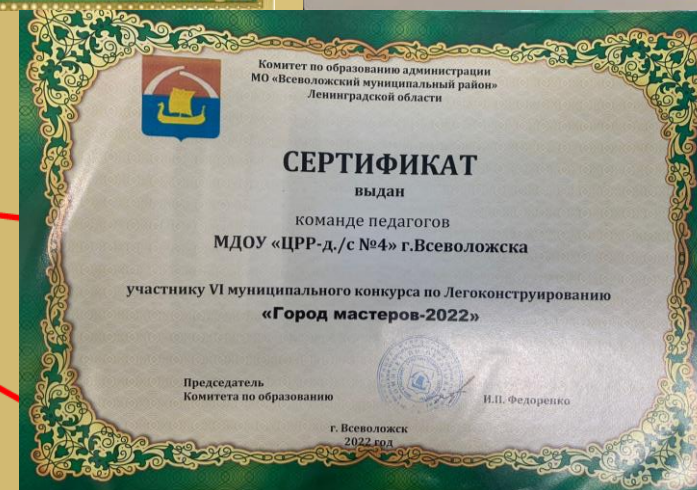 Комитет по образованию администрации
МО «Всеволожский муниципальный район»
Ленинградской области
СЕРТИФИКАТ
выдан
команде педагогов
МДОУ «ЦРР-д./с №4» г.Всеволожска
участнику VI муниципального конкурса по Легоконструированию
«Город мастеров-2022»
Председатель
Комитета по образованию
И.П. Федоренко
г. Всеволожск
2022 год